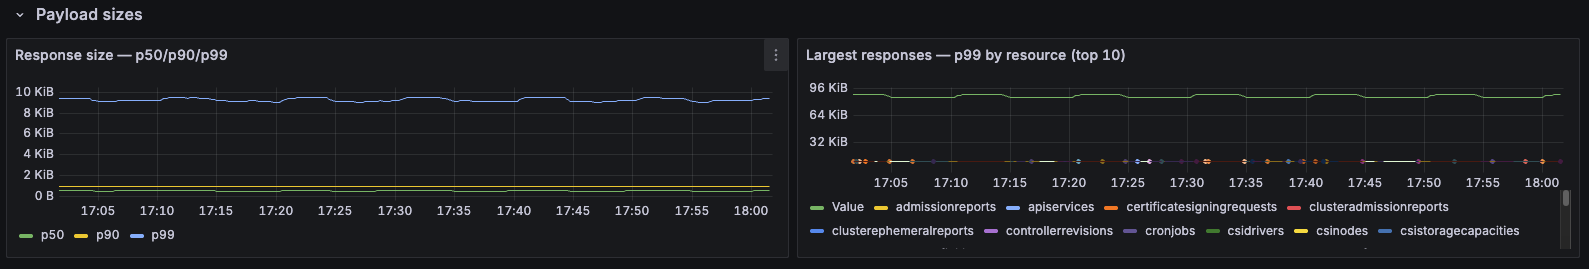 Payload sizes
Response size — p50/p90/p99
10 KiB
8 KiB
6 KiB
4 KiB
2 KiB
0 B
17:05 17:10 17:15 17:20 17:25 17:30 17:35 17:40 17:45 17:50 17:55 18:00
p50 p90 p99
Largest responses — p99 by resource (top 10)
96 KiB
64 KiB
32 KiB
17:05 17:10 17:15 17:20 17:25 17:30 17:35 17:40 17:45 17:50 17:55 18:00
Value admissionreports apiservices certificatesigningrequests clusteradmissionreports
clusterephemeralreports controllerrevisions cronjobs csidrivers csinodes csistoragecapacities